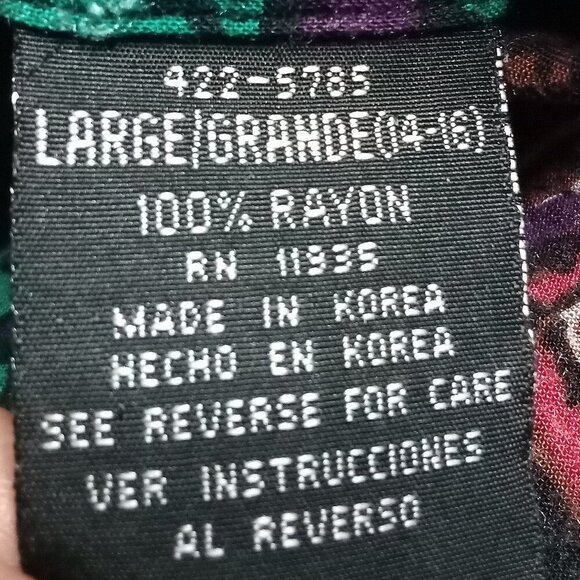 422-5785
LARGE/GRANDE(14-16)
100% RAYON
RN 11935
MADE IN KOREA
HECHO EN KOREA
SEE REVERSE FOR CARE
VER INSTRUCCIONES
AL REVERSO